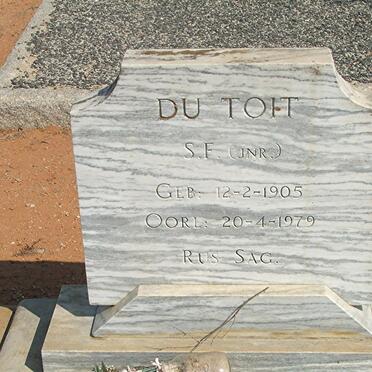 DU TOIT
S.F. (JNR.)
GEB: 12-2-1905
OORL: 20-4-1979
RUS SAG.